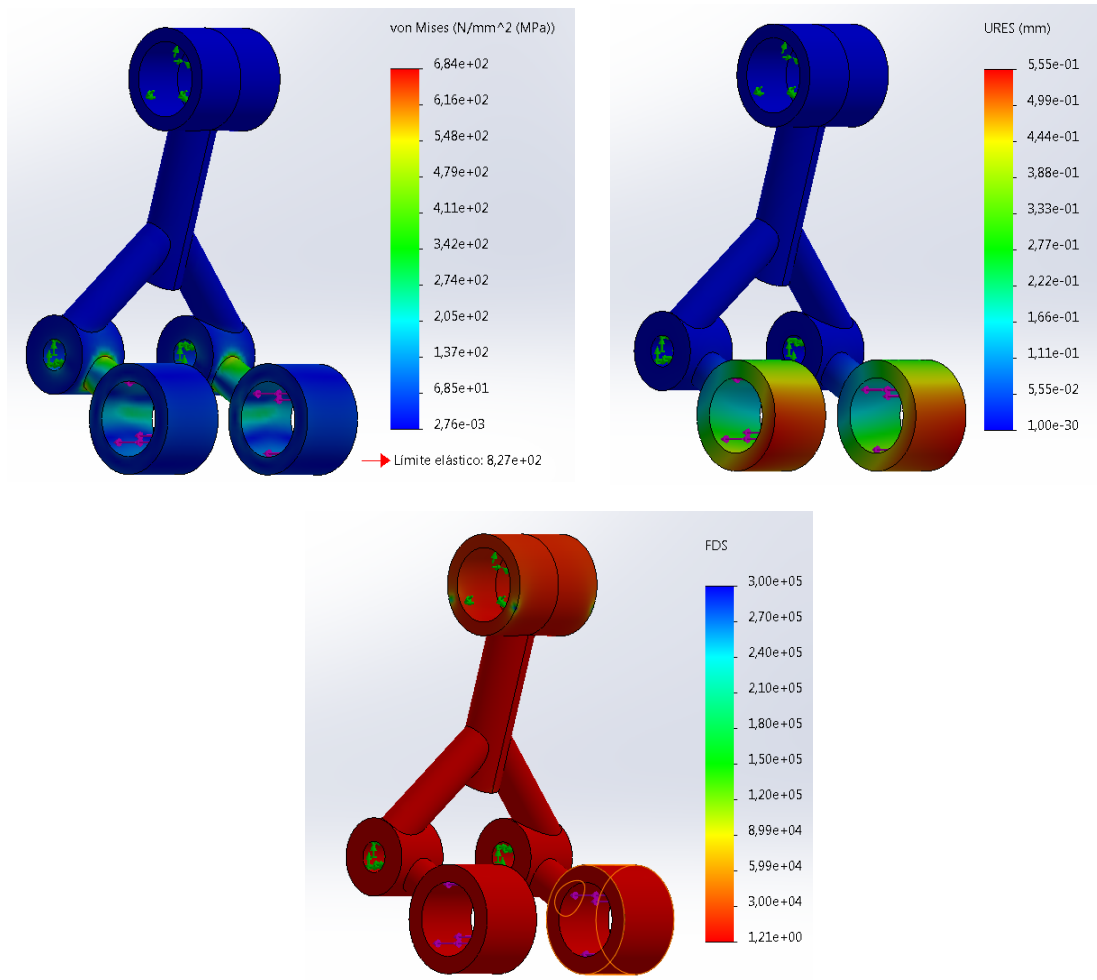 von Mises (N/mm^2 (MPa))
6,84e+02
6,16e+02
5,48e+02
4,79e+02
4,11e+02
3,42e+02
2,74e+02
2,05e+02
1,37e+02
6,85e+01
2,76e-03
Límite elástico: 8,27e+02
URES (mm)
5,55e-01
4,99e-01
4,44e-01
3,88e-01
3,33e-01
2,77e-01
2,22e-01
1,66e-01
1,11e-01
5,55e-02
1,00e-30
FDS
3,00e+05
2,70e+05
2,40e+05
2,10e+05
1,80e+05
1,50e+05
1,20e+05
8,99e+04
5,99e+04
3,00e+04
1,21e+00